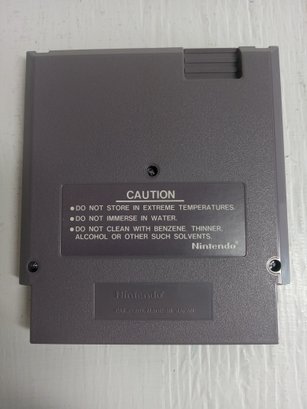 CAUTION
●DO NOT STORE IN EXTREME TEMPERATURES.
●DO NOT IMMERSE IN WATER.
●DO NOT CLEAN WITH BENZENE, THINNER,
ALCOHOL OR OTHER SUCH SOLVENTS.
Nintendo
Nintendo